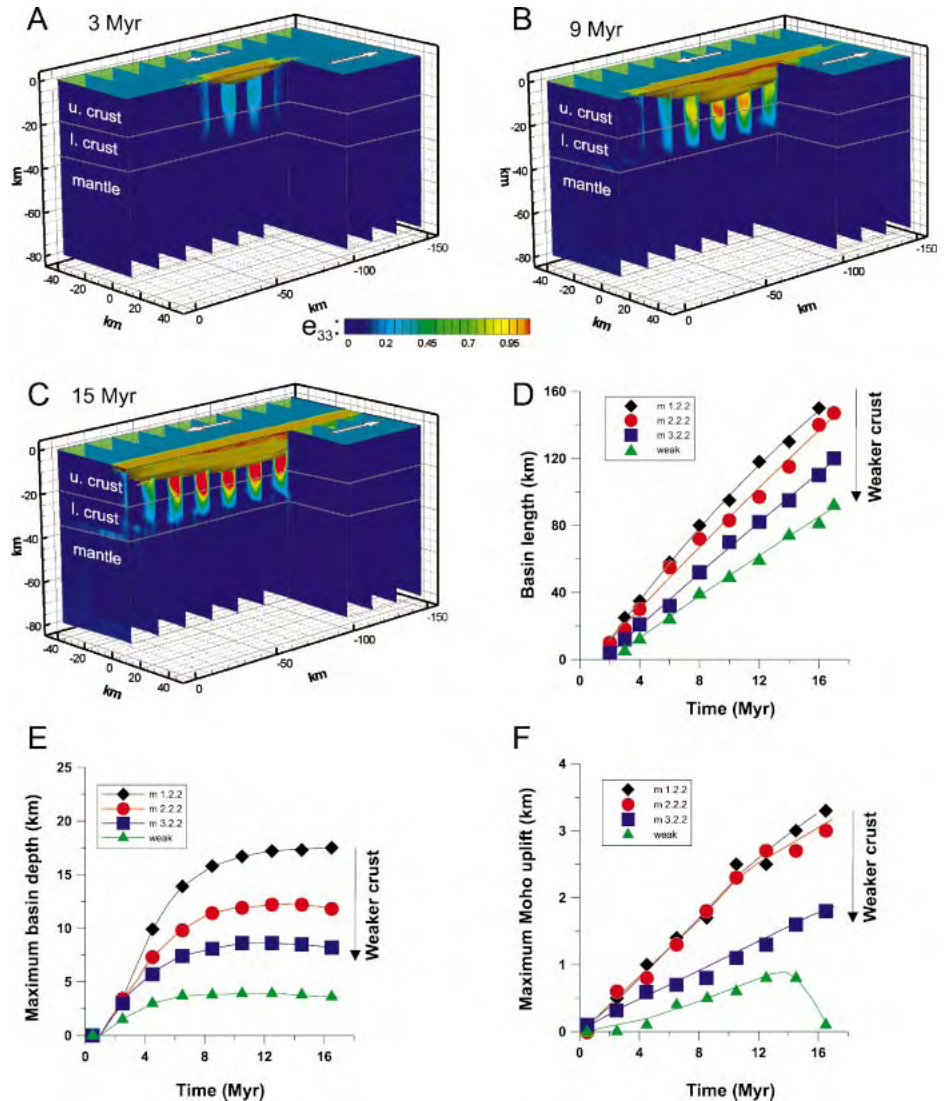 A
3 Myr
0
-20
-40
-60
-80
km
u. crust
l. crust
mantle
-40 -20 0 20 40
km
0
-50
-100
-150
km
B
9 Myr
0
-20
-40
-60
-80
km
u. crust
l. crust
mantle
-40 -20 0 20 40
km
0
-50
-100
-150
km
e33:
0 0.2 0.45 0.7 0.95
C
15 Myr
0
-20
-40
-60
-80
km
u. crust
l. crust
mantle
-40 -20 0 20 40
km
0
-50
-100
-150
km
D
160
120
80
40
0
Basin length (km)
m 1.2.2
m 2.2.2
m 3.2.2
weak
Weaker crust
4 8 12 16
Time (Myr)
E
25
20
15
10
5
0
Maximum basin depth (km)
m 1.2.2
m 2.2.2
m 3.2.2
weak
Weaker crust
0 4 8 12 16
Time (Myr)
F
4
3
2
1
0
Maximum Moho uplift (km)
m 1.2.2
m 2.2.2
m 3.2.2
weak
Weaker crust
0 4 8 12 16
Time (Myr)